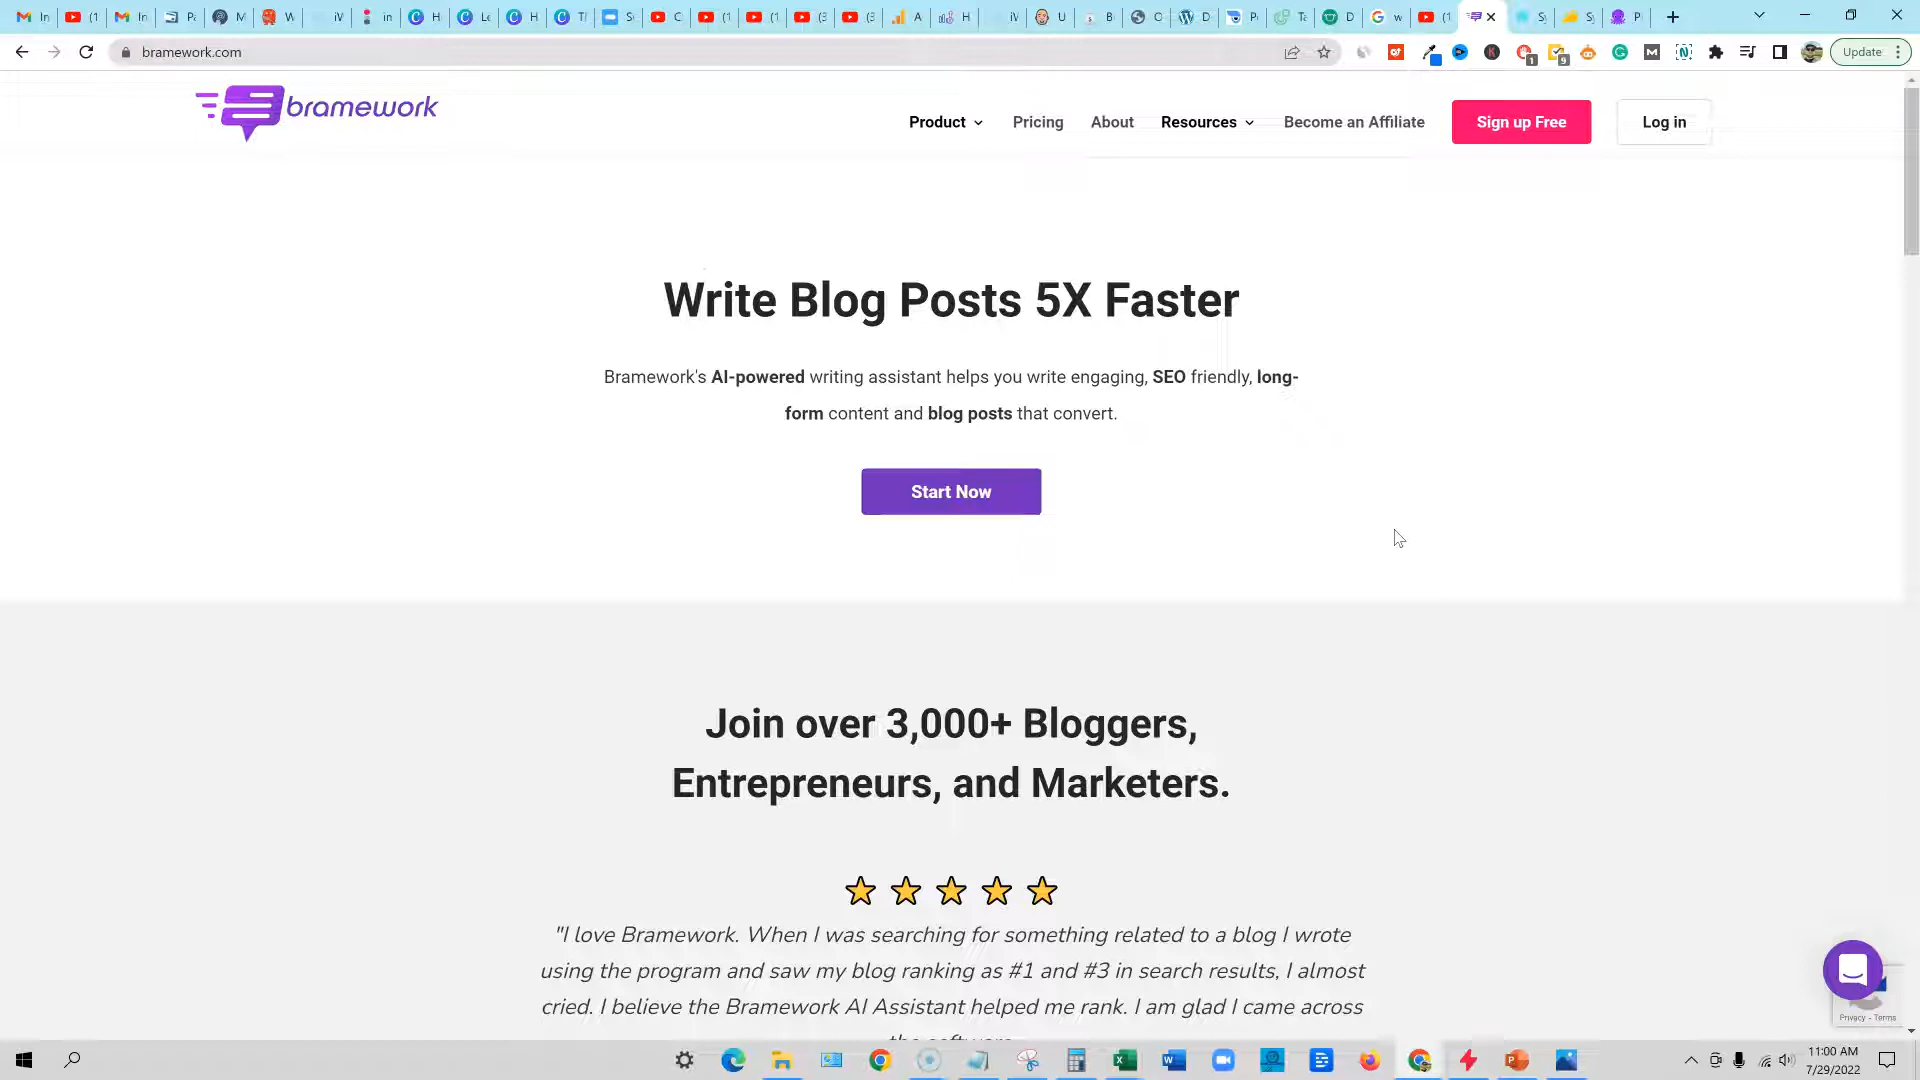 bramework.com
Update
bramework
Product
Pricing
About
Resources
Become an Affiliate
Sign up Free
Log in
Write Blog Posts 5X Faster
Bramework's AI-powered writing assistant helps you write engaging, SEO friendly, long-
form content and blog posts that convert.
Start Now
Join over 3,000+ Bloggers,
Entrepreneurs, and Marketers.
"I love Bramework. When I was searching for something related to a blog I wrote
using the program and saw my blog ranking as #1 and #3 in search results, I almost
cried. I believe the Bramework AI Assistant helped me rank. I am glad I came across
Privacy - Terms
11:00 AM
7/29/2022